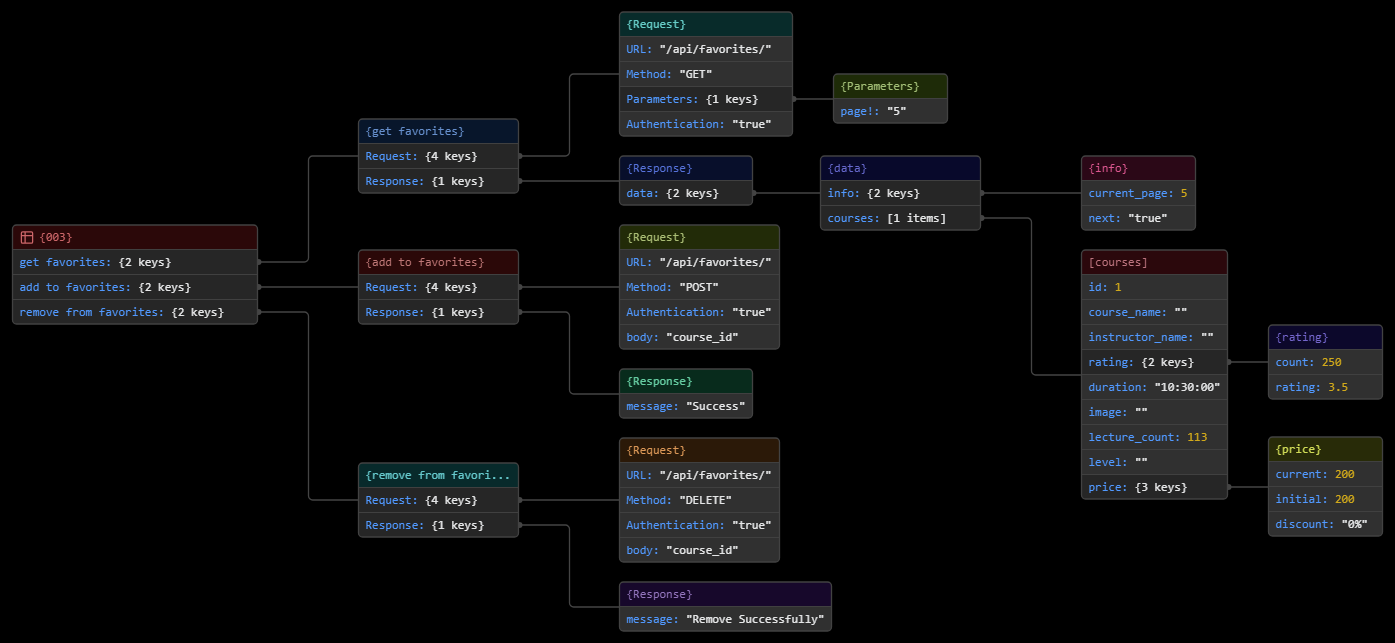 {003}
get favorites: {2 keys}
add to favorites: {2 keys}
remove from favorites: {2 keys}
{get favorites}
Request: {4 keys}
Response: {1 keys}
{Request}
URL: "/api/favorites/"
Method: "GET"
Parameters: {1 keys}
Authentication: "true"
{Parameters}
page!: "5"
{Response}
data: {2 keys}
{data}
info: {2 keys}
courses: [1 items]
{info}
current_page: 5
next: "true"
[courses]
id: 1
course_name: ""
instructor_name: ""
rating: {2 keys}
duration: "10:30:00"
image: ""
lecture_count: 113
level: ""
price: {3 keys}
{rating}
count: 250
rating: 3.5
{price}
current: 200
initial: 200
discount: "0%"
{add to favorites}
Request: {4 keys}
Response: {1 keys}
{Request}
URL: "/api/favorites/"
Method: "POST"
Authentication: "true"
body: "course_id"
{Response}
message: "Success"
{remove from favori...
Request: {4 keys}
Response: {1 keys}
{Request}
URL: "/api/favorites/"
Method: "DELETE"
Authentication: "true"
body: "course_id"
{Response}
message: "Remove Successfully"